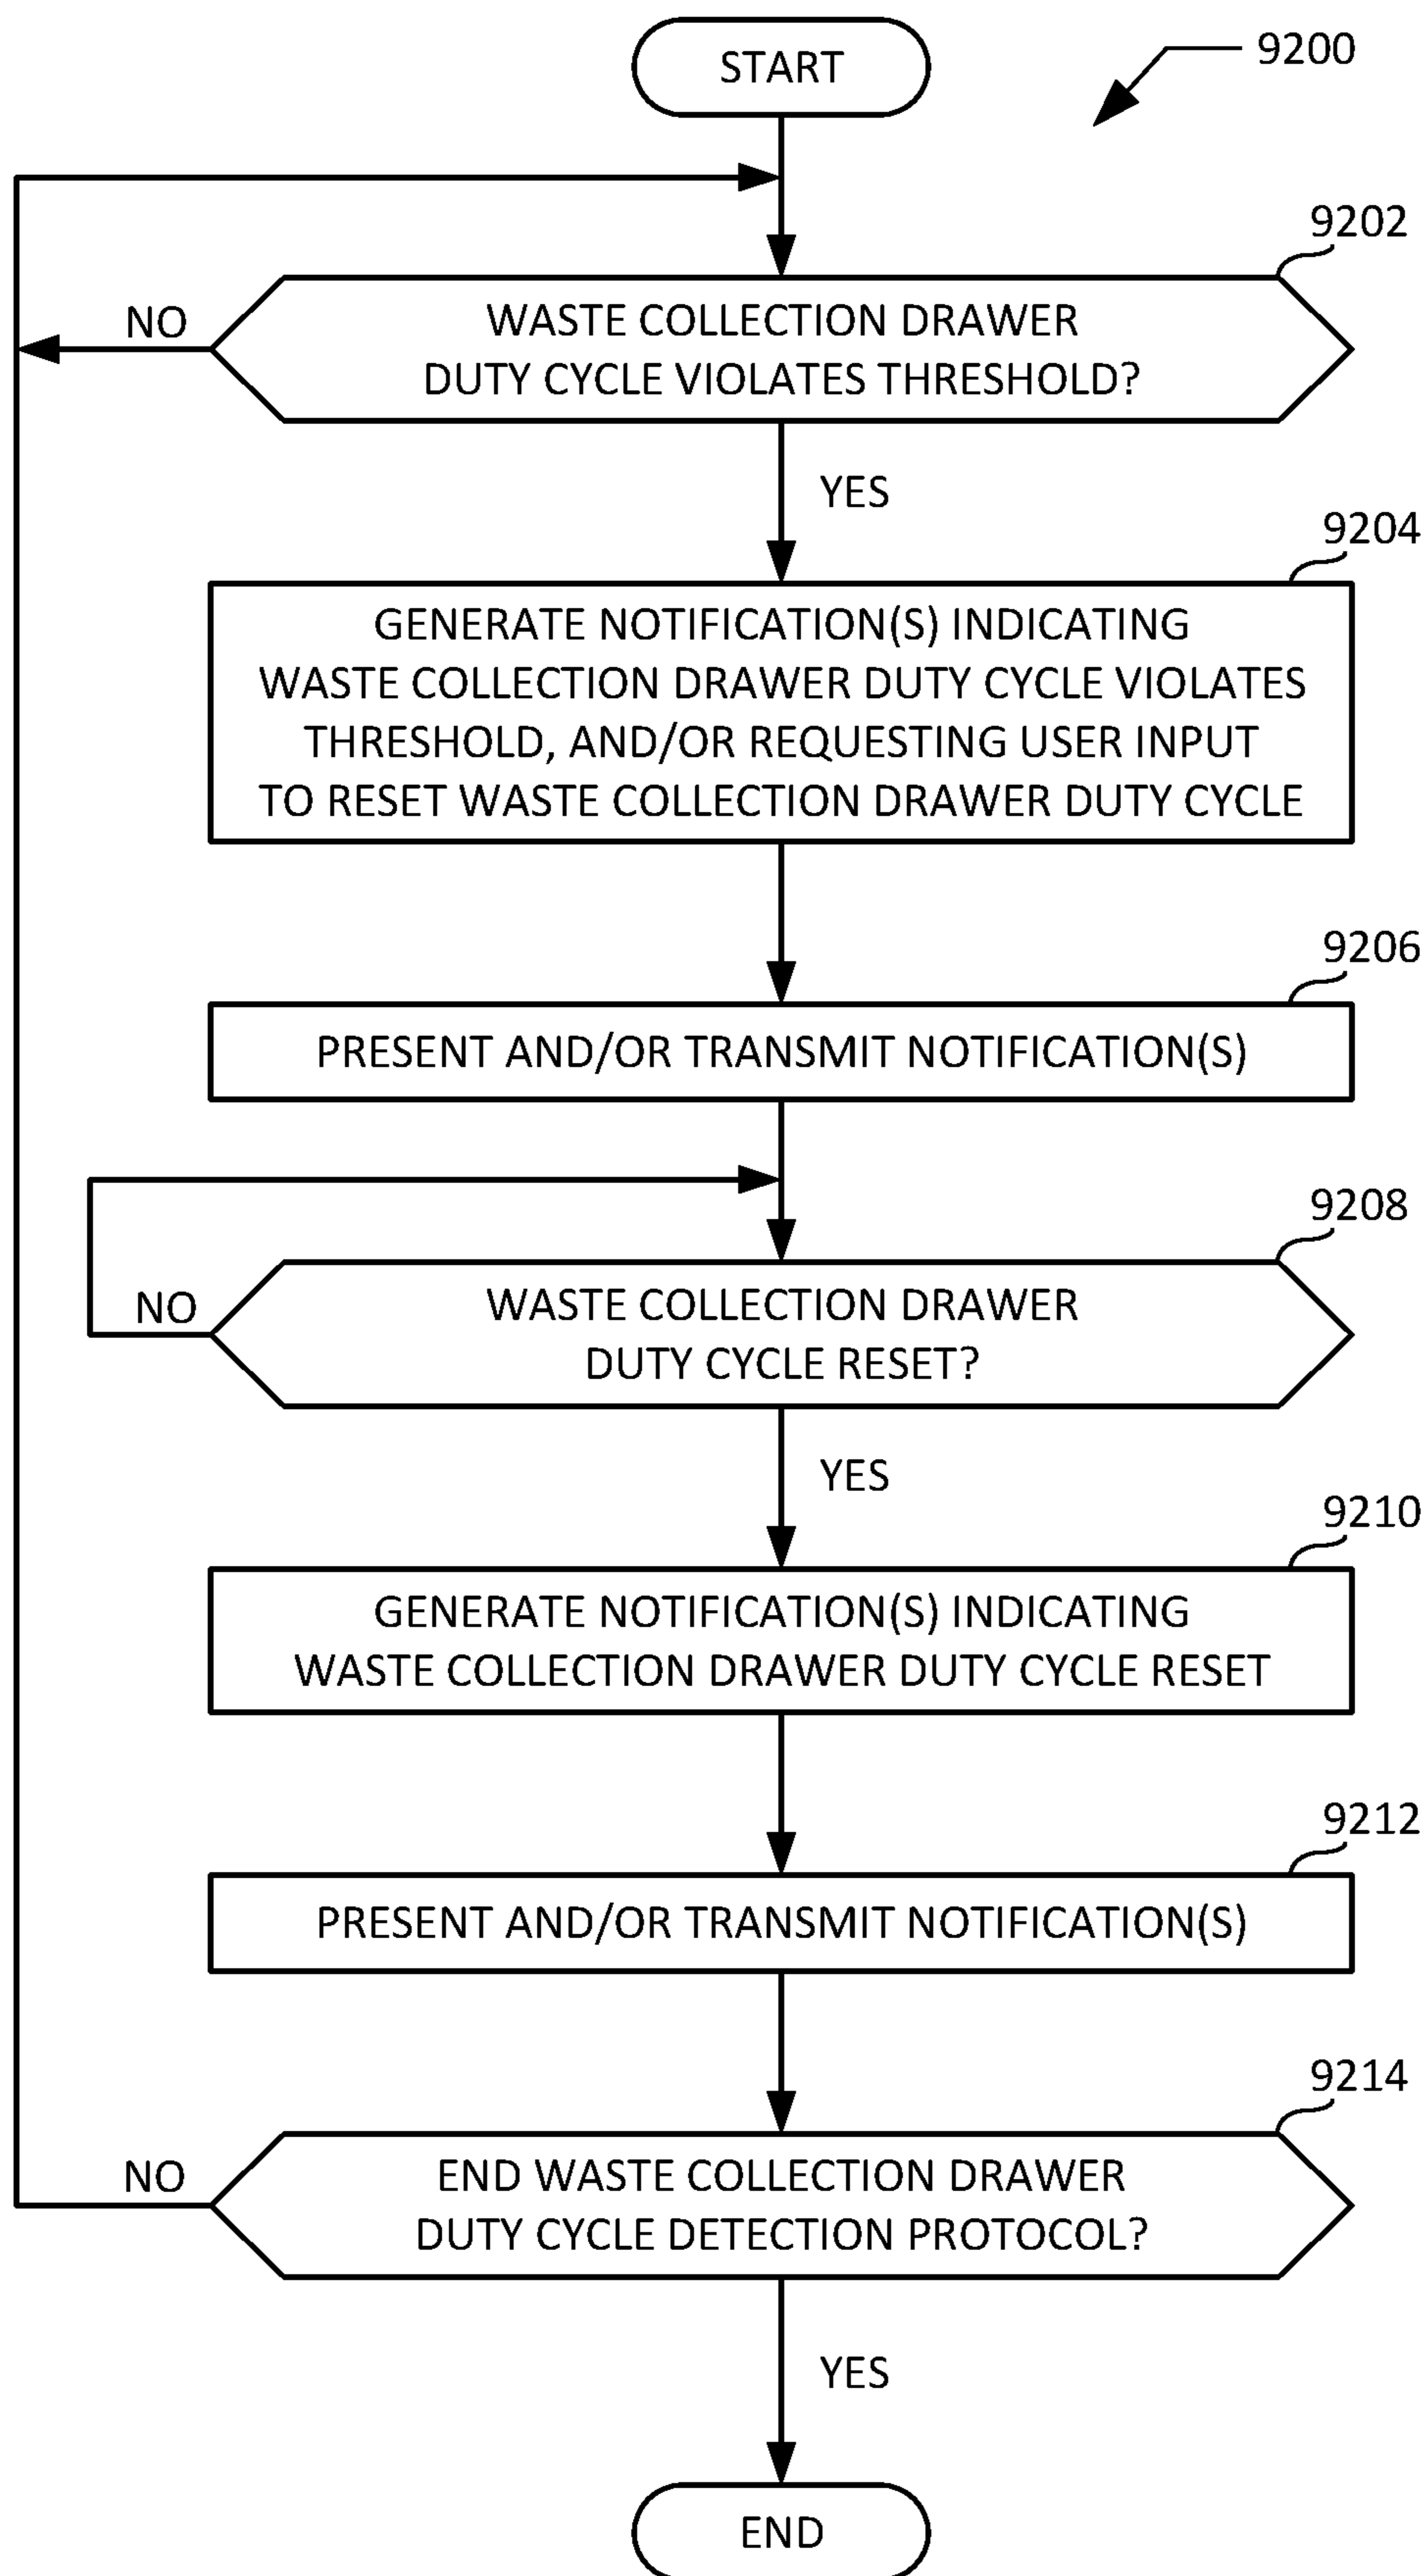 START
9200
9202
WASTE COLLECTION DRAWER
DUTY CYCLE VIOLATES THRESHOLD?
NO
YES
9204
GENERATE NOTIFICATION(S) INDICATING
WASTE COLLECTION DRAWER DUTY CYCLE VIOLATES
THRESHOLD, AND/OR REQUESTING USER INPUT
TO RESET WASTE COLLECTION DRAWER DUTY CYCLE
9206
PRESENT AND/OR TRANSMIT NOTIFICATION(S)
9208
WASTE COLLECTION DRAWER
DUTY CYCLE RESET?
NO
YES
9210
GENERATE NOTIFICATION(S) INDICATING
WASTE COLLECTION DRAWER DUTY CYCLE RESET
9212
PRESENT AND/OR TRANSMIT NOTIFICATION(S)
9214
END WASTE COLLECTION DRAWER
DUTY CYCLE DETECTION PROTOCOL?
NO
YES
END